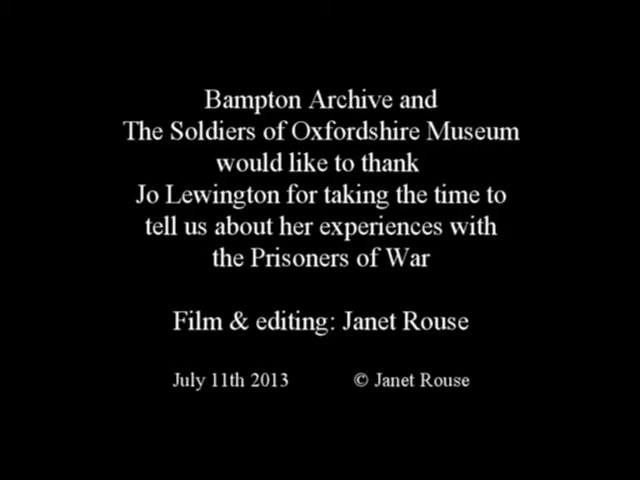 Bampton Archive and
The Soldiers of Oxfordshire Museum
would like to thank
Jo Lewington for taking the time to
tell us about her experiences with
the Prisoners of War
Film & editing: Janet Rouse
July 11th 2013 © Janet Rouse